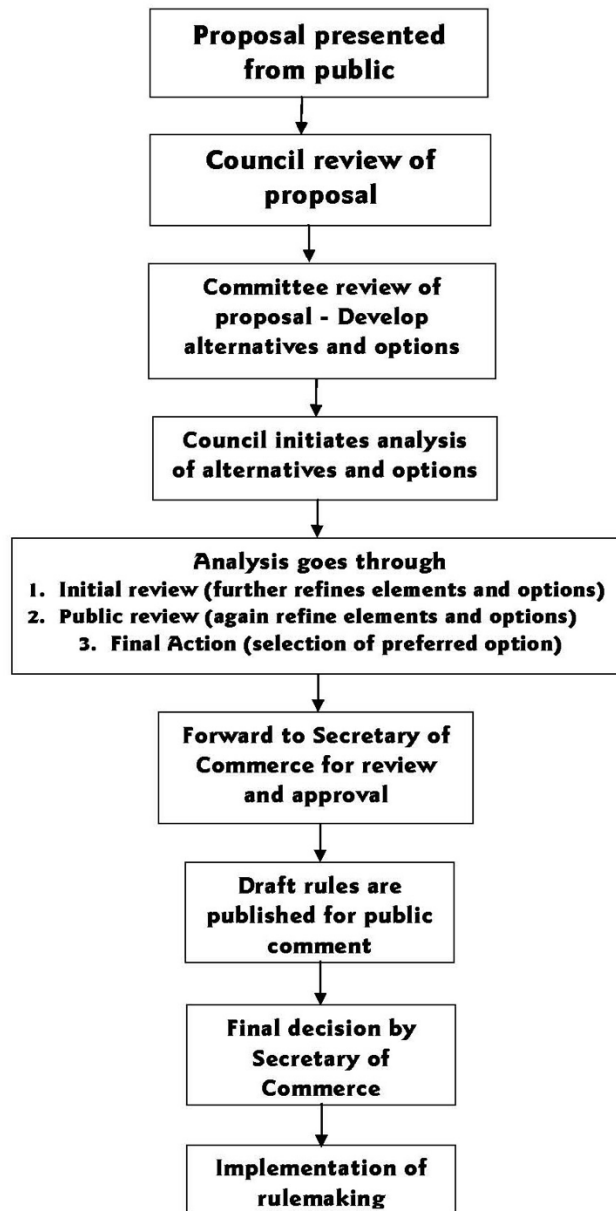 Proposal presented
from public
Council review of
proposal
Committee review of
proposal - Develop
alternatives and options
Council initiates analysis
of alternatives and options
Analysis goes through
1. Initial review (further refines elements and options)
2. Public review (again refine elements and options)
3. Final Action (selection of preferred option)
Forward to Secretary of
Commerce for review
and approval
Draft rules are
published for public
comment
Final decision by
Secretary of
Commerce
Implementation of
rulemaking